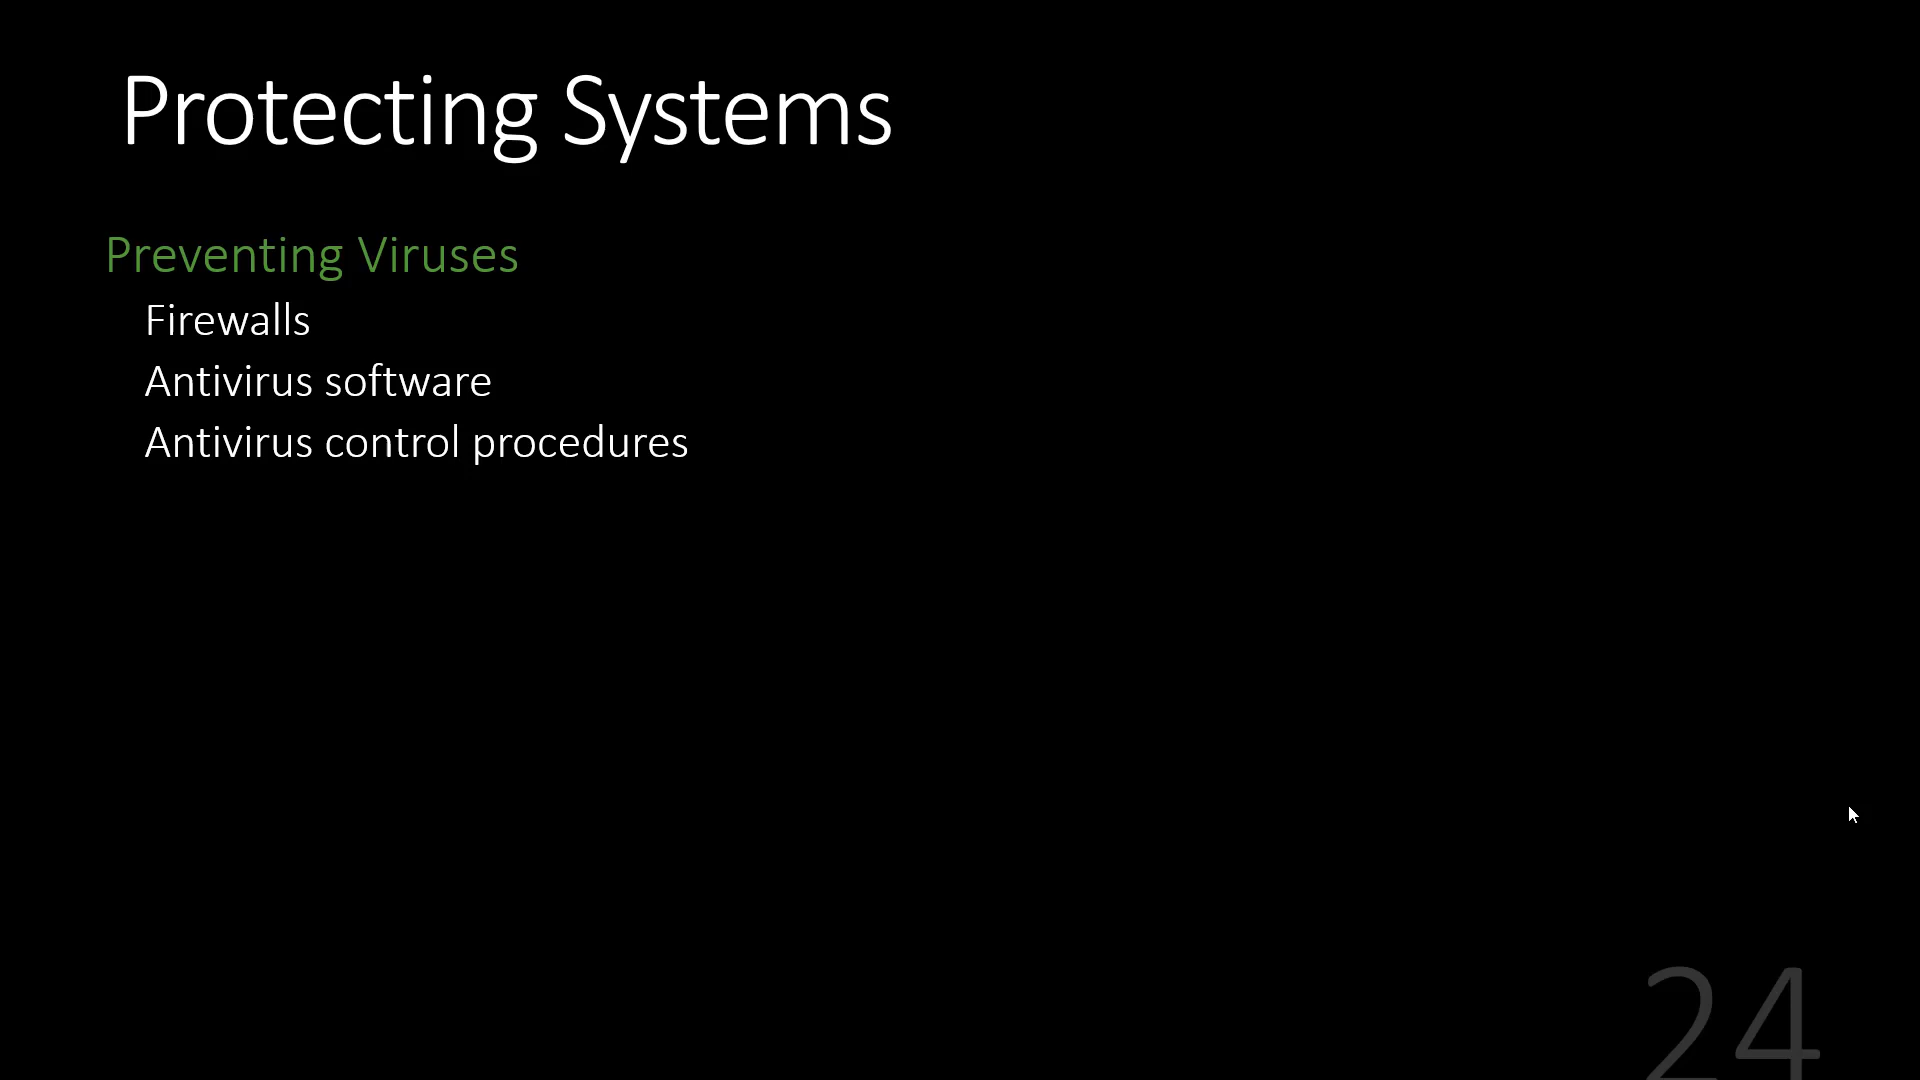 Protecting Systems
Preventing Viruses
Firewalls
Antivirus software
Antivirus control procedures
24